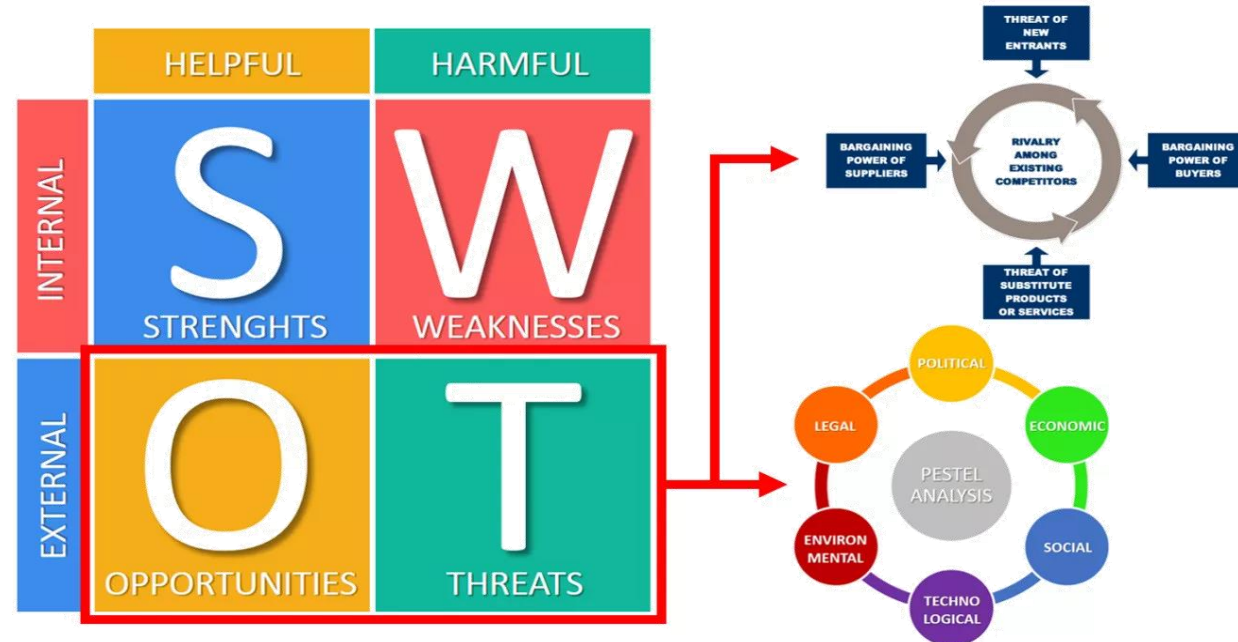 HELPFUL
HARMFUL
INTERNAL
S
STRENGHTS
W
WEAKNESSES
EXTERNAL
O
OPPORTUNITIES
T
THREATS
THREAT OF
NEW
ENTRANTS
BARGAINING
POWER OF
SUPPLIERS
RIVALRY
AMONG
EXISTING
COMPETITORS
BARGAINING
POWER OF
BUYERS
THREAT OF
SUBSTITUTE
PRODUCTS
OR SERVICES
POLITICAL
LEGAL
ECONOMIC
PESTEL
ANALYSIS
ENVIRON
MENTAL
SOCIAL
TECHNO
LOGICAL